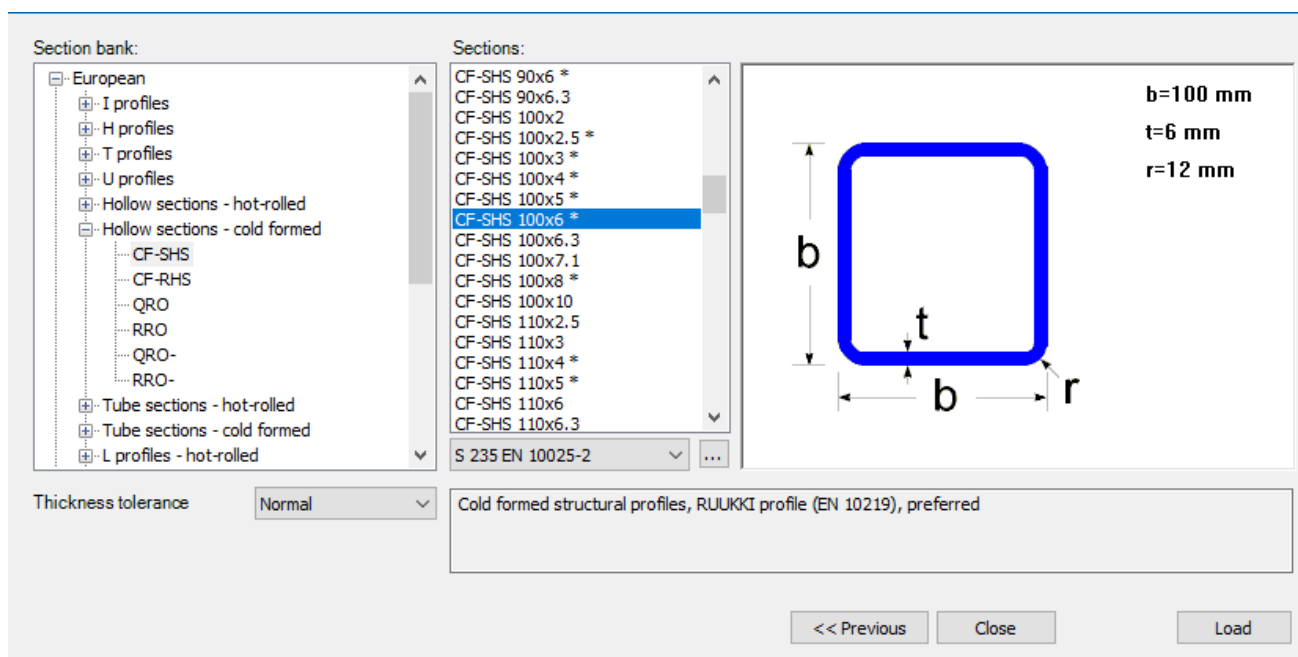 Section bank:
European
I profiles
H profiles
T profiles
U profiles
Hollow sections - hot-rolled
Hollow sections - cold formed
CF-SHS
CF-RHS
QRO
RRO
QRO-
RRO-
Tube sections - hot-rolled
Tube sections - cold formed
L profiles - hot-rolled
Sections:
CF-SHS 90x6 *
CF-SHS 90x6.3
CF-SHS 100x2
CF-SHS 100x2.5 *
CF-SHS 100x3 *
CF-SHS 100x4 *
CF-SHS 100x5 *
CF-SHS 100x6 *
CF-SHS 100x6.3
CF-SHS 100x7.1
CF-SHS 100x8 *
CF-SHS 100x10
CF-SHS 110x2.5
CF-SHS 110x3
CF-SHS 110x4 *
CF-SHS 110x5 *
CF-SHS 110x6
CF-SHS 110x6.3
S 235 EN 10025-2
...
b=100 mm
t=6 mm
r=12 mm
b
t
b
r
Thickness tolerance
Normal
Cold formed structural profiles, RUUKKI profile (EN 10219), preferred
<< Previous
Close
Load